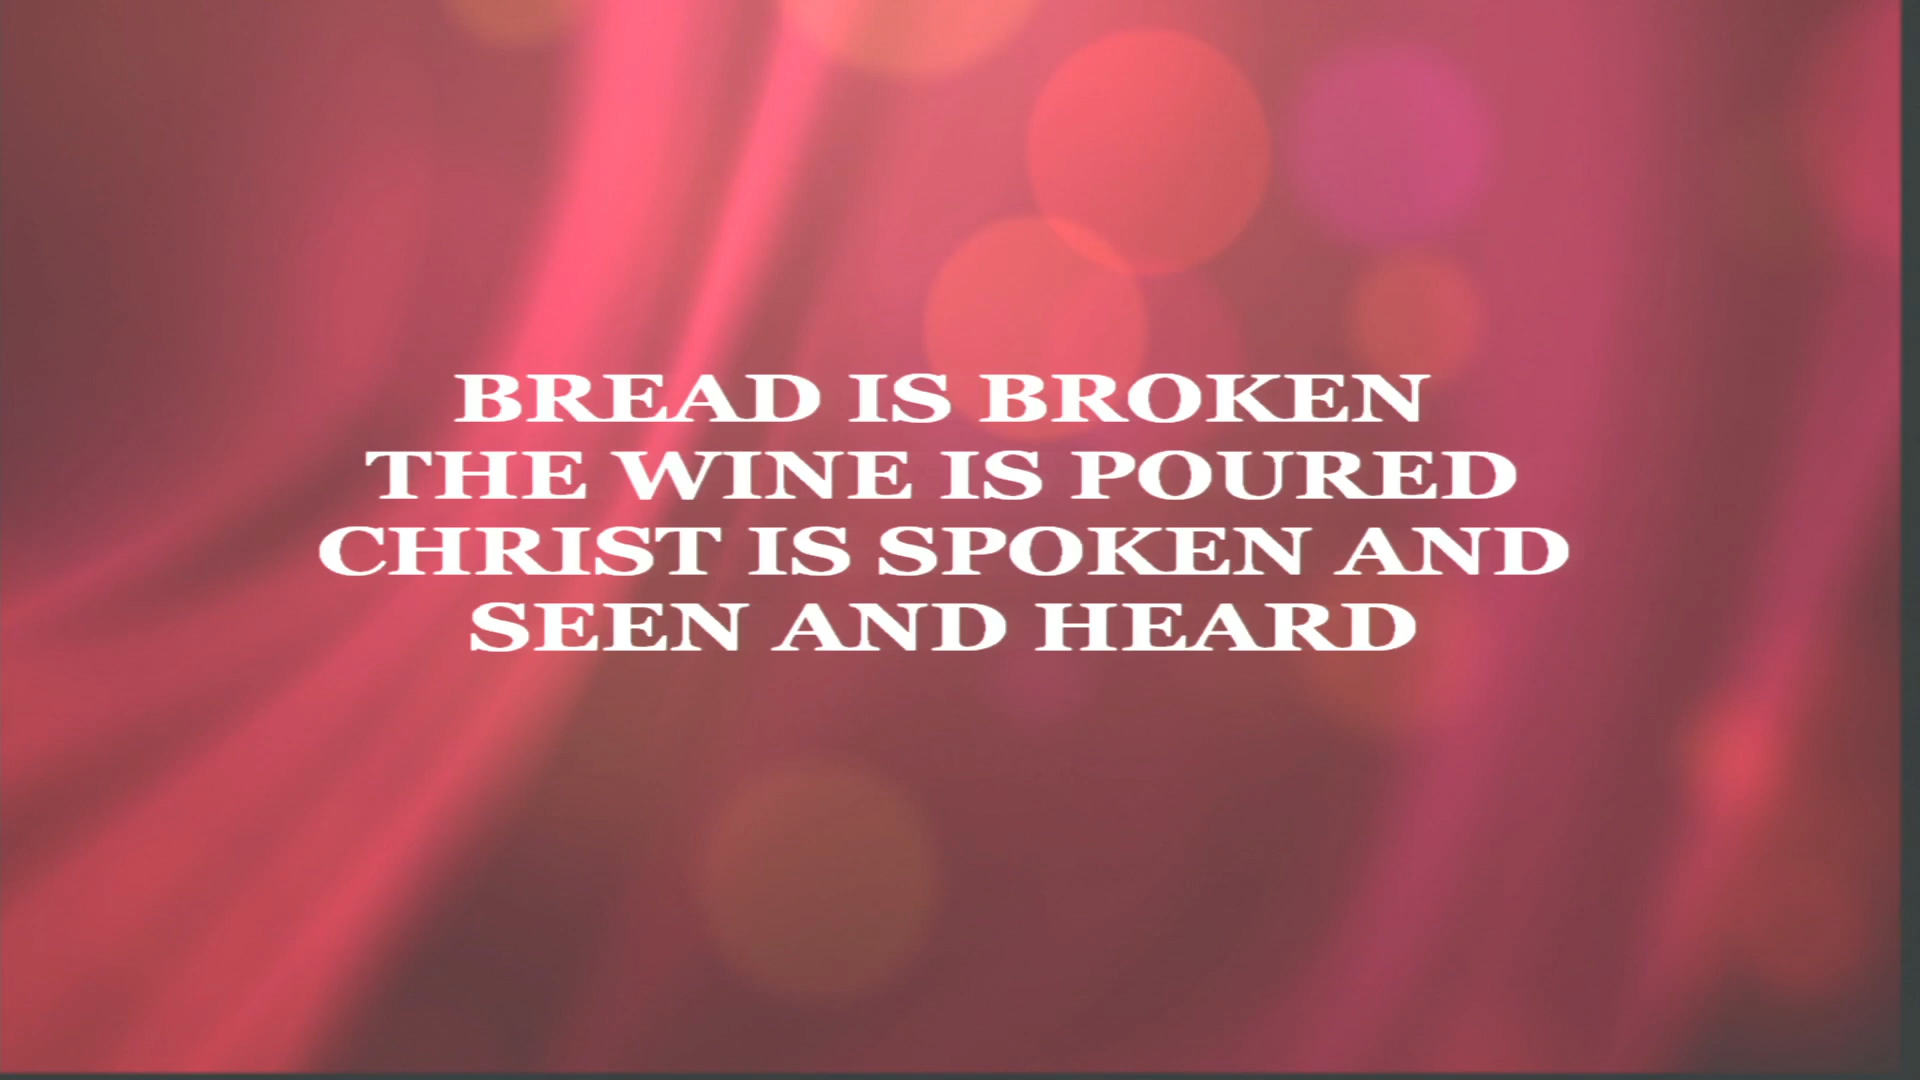 BREAD IS BROKEN
THE WINE IS POURED
CHRIST IS SPOKEN AND
SEEN AND HEARD